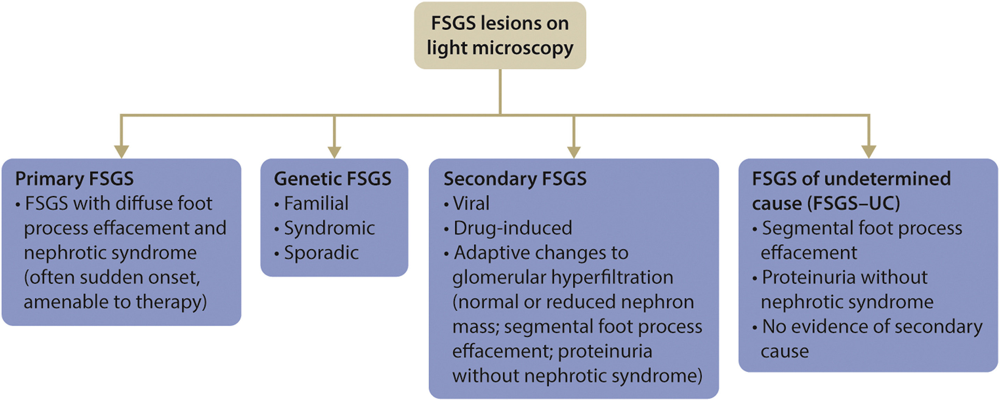 FSGS lesions on
light microscopy
Primary FSGS
• FSGS with diffuse foot
process effacement and
nephrotic syndrome
(often sudden onset,
amenable to therapy)
Genetic FSGS
• Familial
• Syndromic
• Sporadic
Secondary FSGS
• Viral
• Drug-induced
• Adaptive changes to
glomerular hyperfiltration
(normal or reduced nephron
mass; segmental foot process
effacement; proteinuria
without nephrotic syndrome)
FSGS of undetermined
cause (FSGS–UC)
• Segmental foot process
effacement
• Proteinuria without
nephrotic syndrome
• No evidence of secondary
cause